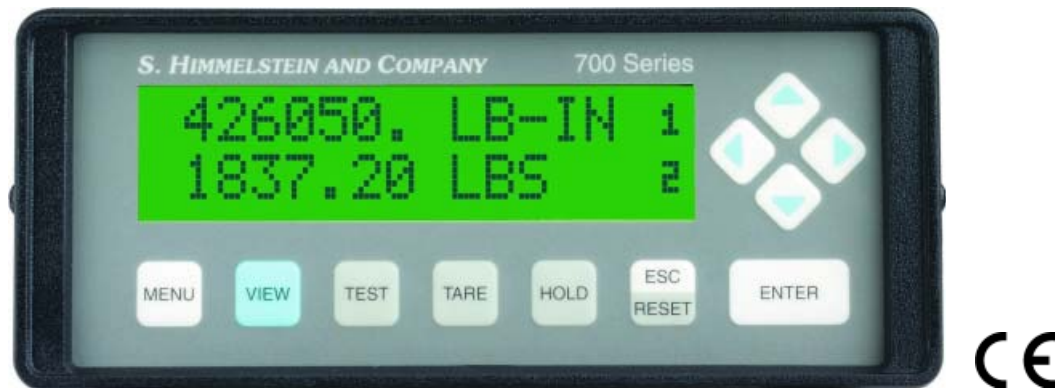 S. HIMMELSTEIN AND COMPANY 700 Series
426050. LB-IN 1
1837.20 LBS 2
MENU VIEW TEST TARE HOLD ESC RESET ENTER
CE